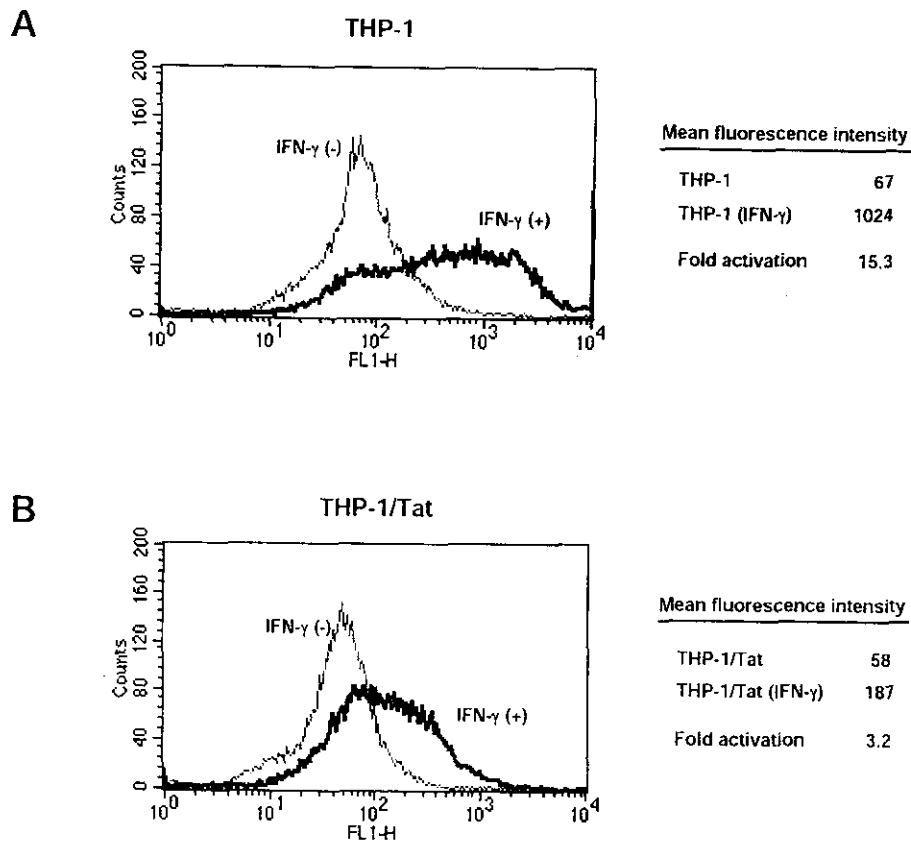 A
THP-1
200
160
120
80
40
0
Counts
IFN-γ (-)
IFN-γ (+)
10^0 10^1 10^2 10^3 10^4
FL1-H
Mean fluorescence intensity
THP-1 67
THP-1 (IFN-γ) 1024
Fold activation 15.3
B
THP-1/Tat
200
160
120
80
40
0
Counts
IFN-γ (-)
IFN-γ (+)
10^0 10^1 10^2 10^3 10^4
FL1-H
Mean fluorescence intensity
THP-1/Tat 58
THP-1/Tat (IFN-γ) 187
Fold activation 3.2